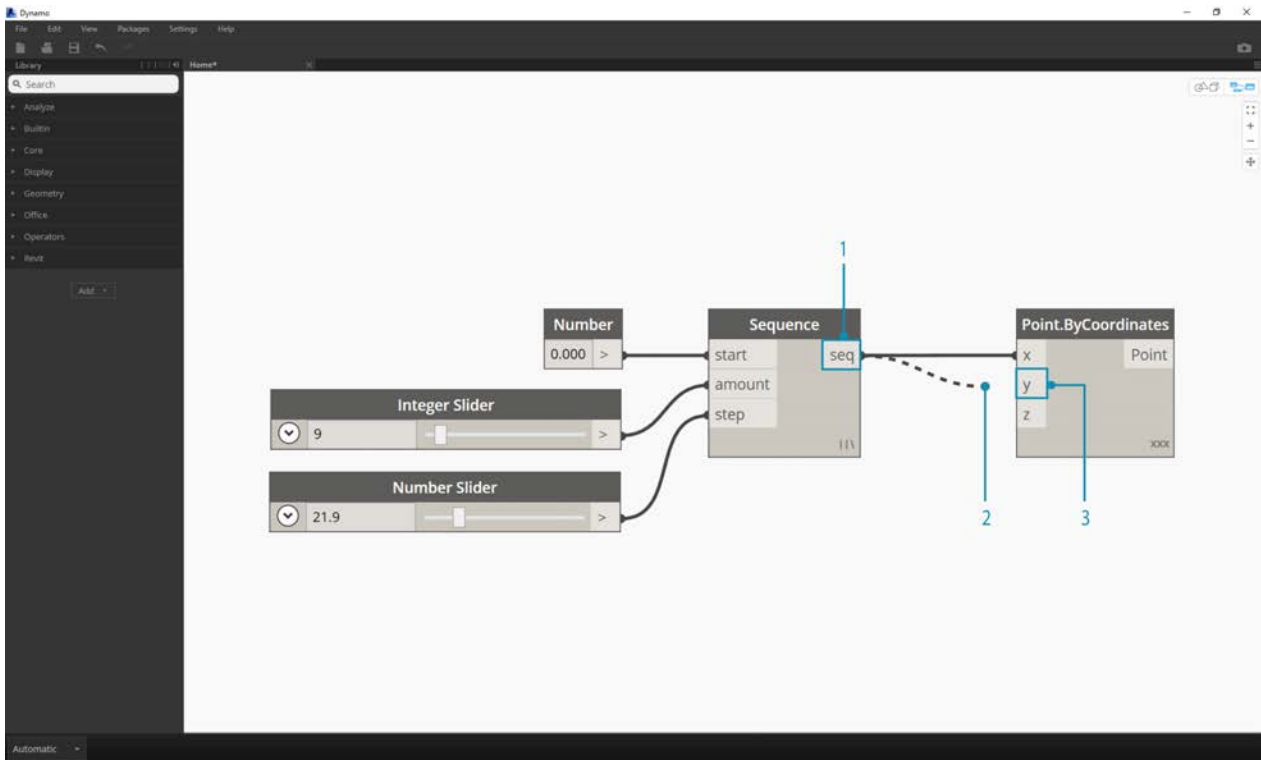 Dynamo
File Edit View Packages Settings Help
Library Home*
Search
Analyze
Builtin
Core
Display
Geometry
Office
Operators
Revit
Add
1
Number
0.000 >
Sequence
start seq
amount
step
Point.ByCoordinates
x Point
y
z
xxx
Integer Slider
9 >
Number Slider
21.9 >
2 3
Automatic